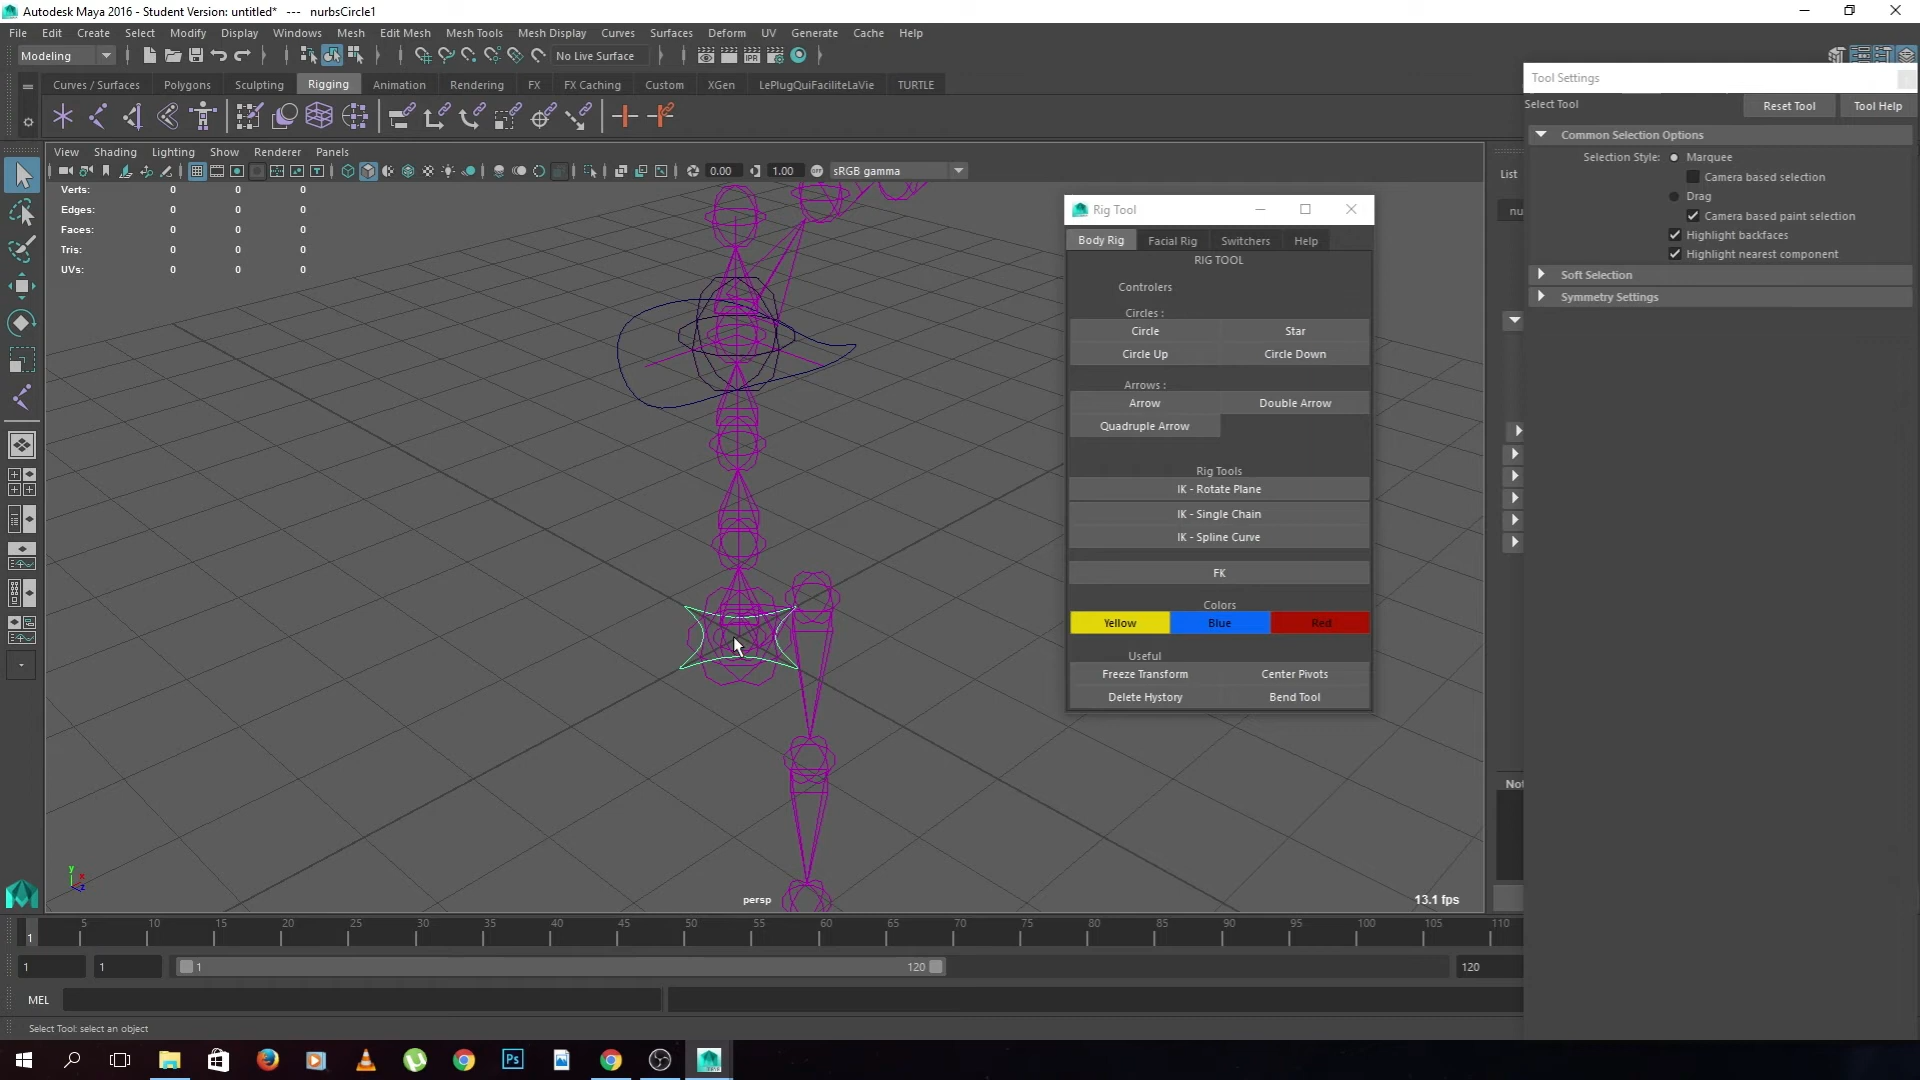 Autodesk Maya 2016 - Student Version: untitled* --- nurbsCircle1
File Edit Create Select Modify Display Windows Mesh Edit Mesh Mesh Tools Mesh Display Curves Surfaces Deform UV Generate Cache Help
Modeling No Live Surface
Curves / Surfaces Polygons Sculpting Rigging Animation Rendering FX FX Caching Custom XGen LePlugQuiFaciliteLaVie TURTLE
View Shading Lighting Show Renderer Panels
0.00 1.00 sRGB gamma
Verts: 0 0 0
Edges: 0 0 0
Faces: 0 0 0
Tris: 0 0 0
UVs: 0 0 0
Rig Tool
Body Rig Facial Rig Switchers Help
RIG TOOL
Controlers
Circles :
Circle Star
Circle Up Circle Down
Arrows :
Arrow Double Arrow
Quadruple Arrow
Rig Tools
IK - Rotate Plane
IK - Single Chain
IK - Spline Curve
FK
Colors
Yellow Blue Red
Useful
Freeze Transform Center Pivots
Delete Hystory Bend Tool
Tool Settings
Select Tool Reset Tool Tool Help
Common Selection Options
Selection Style: Marquee
Camera based selection
Drag
Camera based paint selection
Highlight backfaces
Highlight nearest component
Soft Selection
Symmetry Settings
List
nu
Not
y
x
z
persp
13.1 fps
5 10 15 20 25 30 35 40 45 50 55 60 65 70 75 80 85 90 95 100 105 110
1
1 1 1 120 120
MEL
Select Tool: select an object